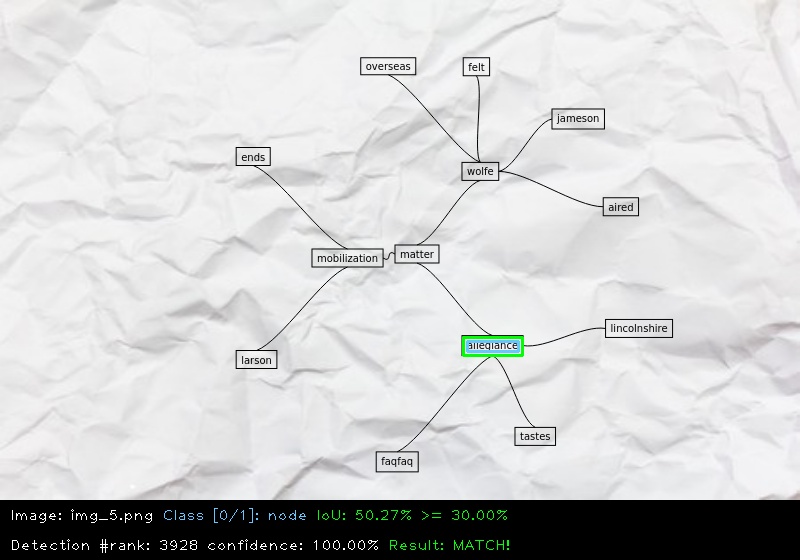 overseas
felt
jameson
ends
wolfe
aired
mobilization
matter
lincolnshire
allegiance
larson
tastes
faqfaq
Image: img_5.png Class [0/1]: node IoU: 50.27% >= 30.00%
Detection #rank: 3928 confidence: 100.00% Result: MATCH!